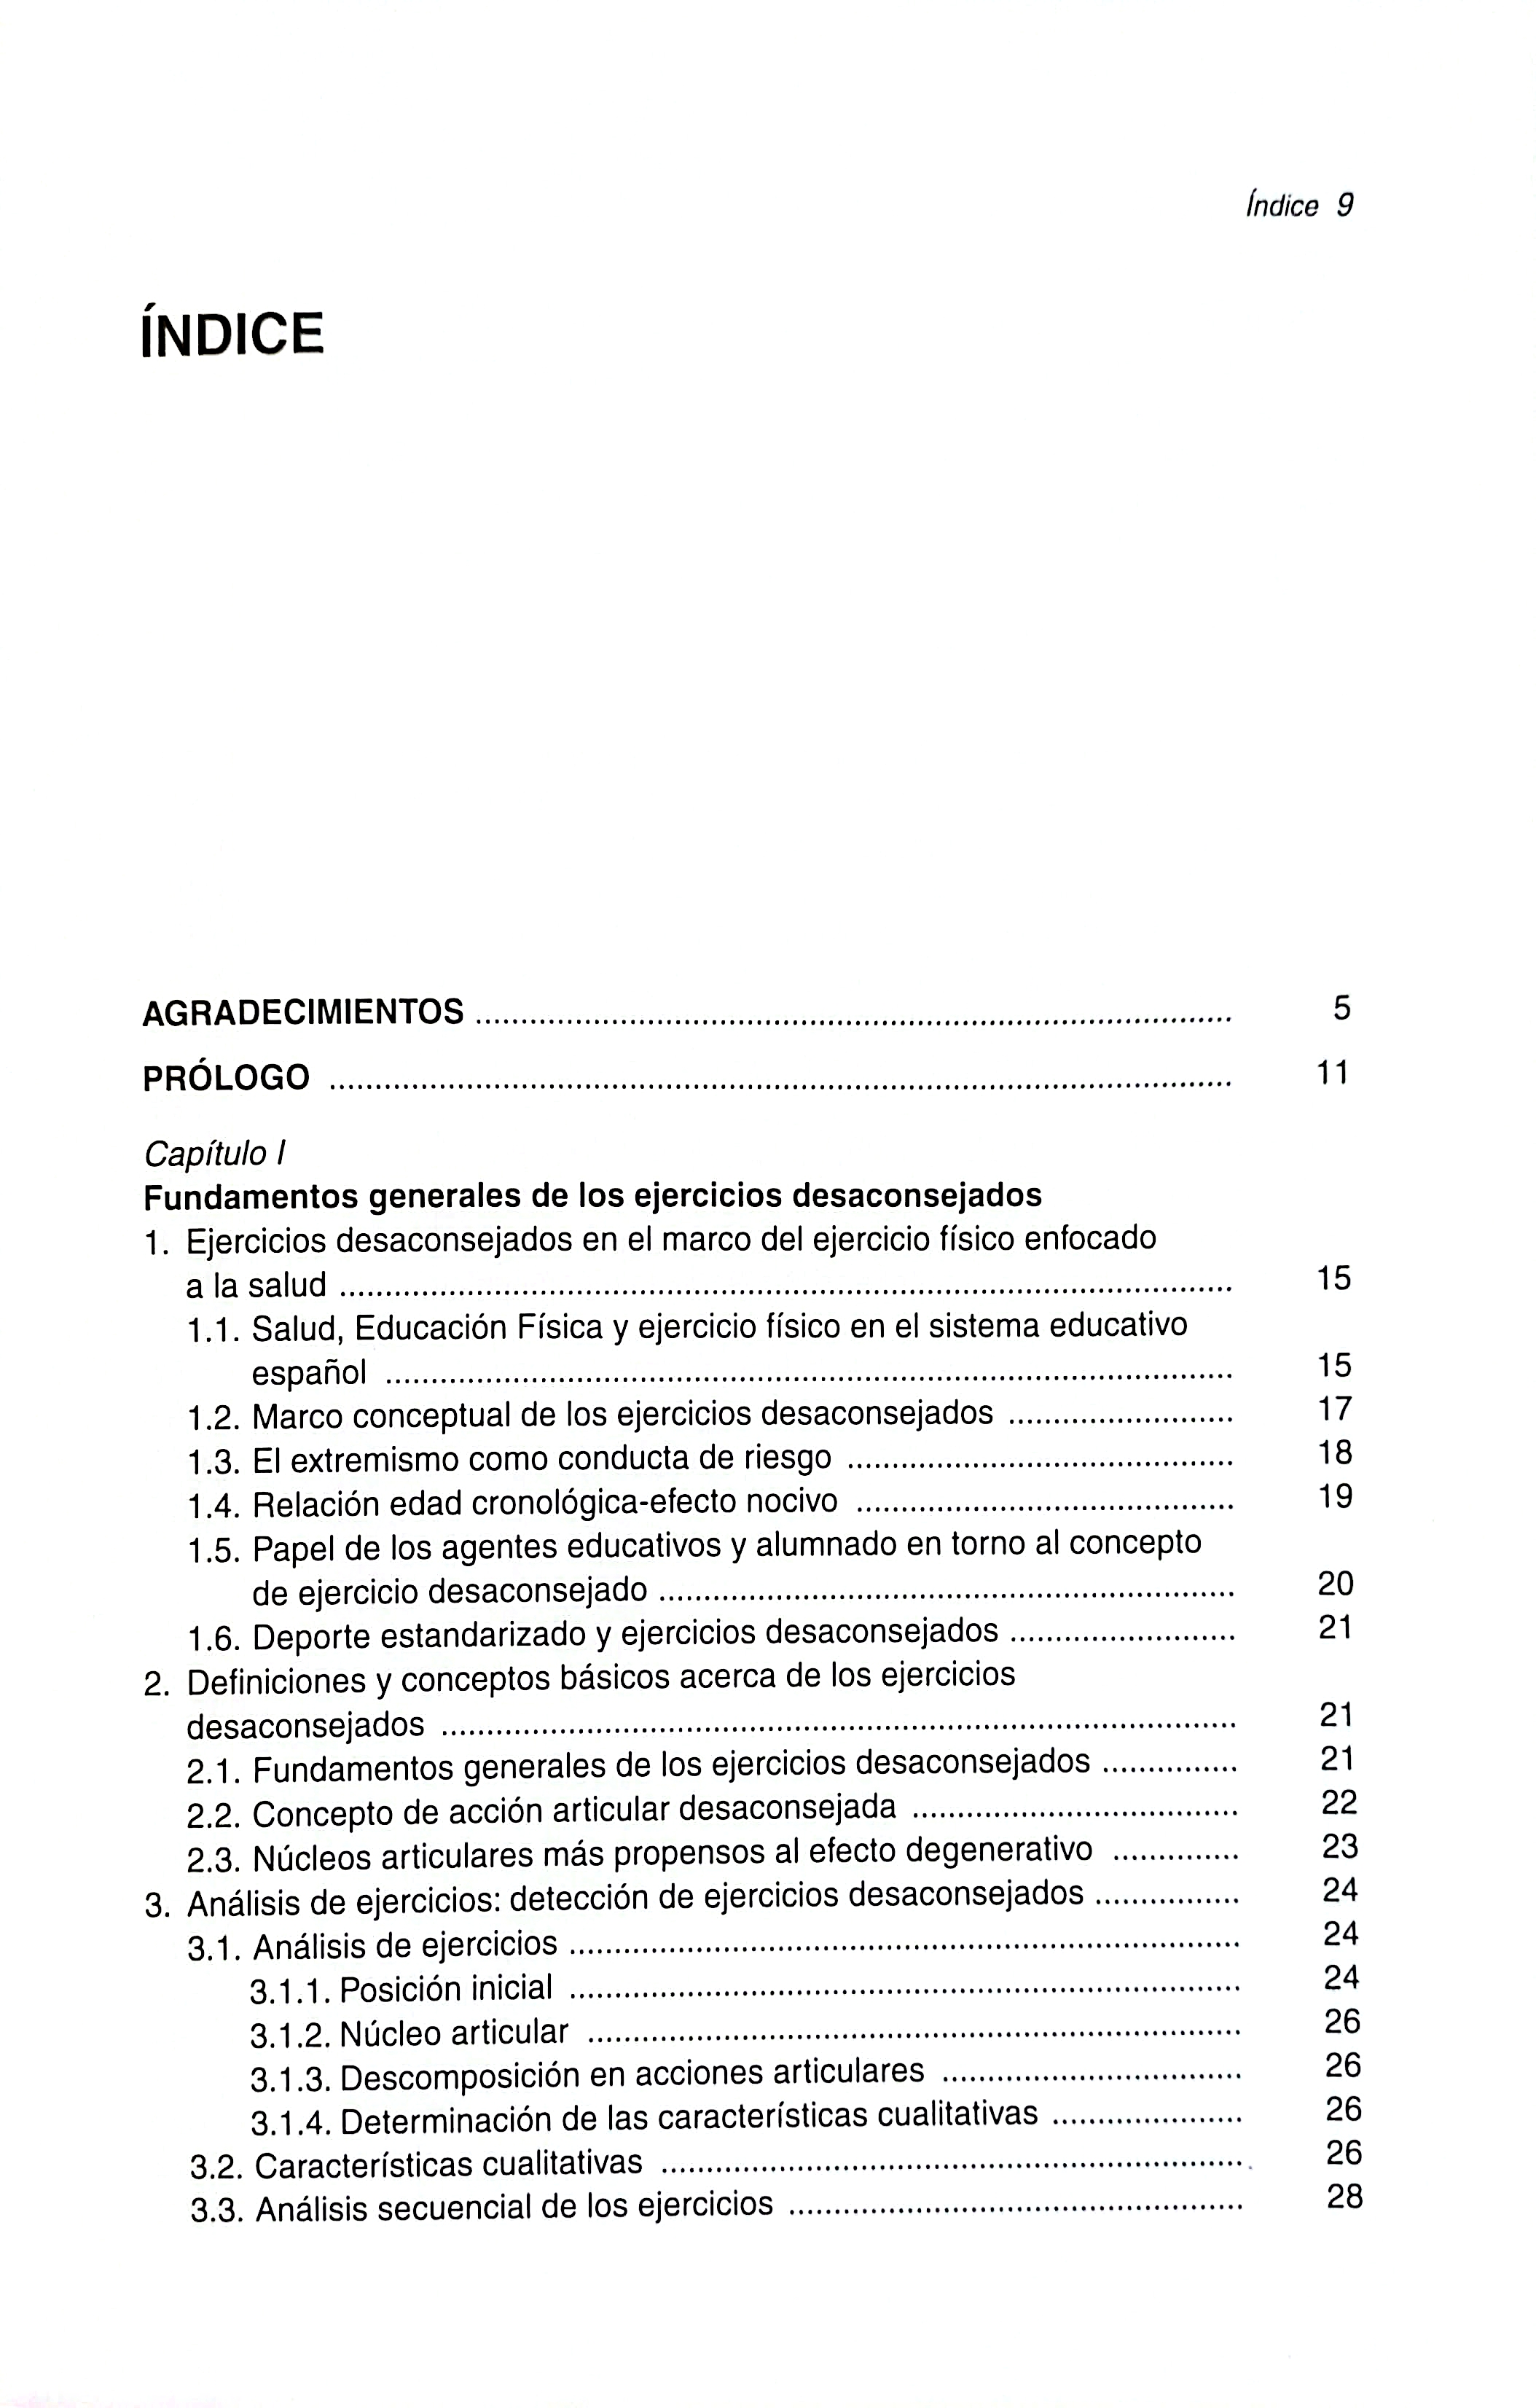 Índice 9
ÍNDICE
AGRADECIMIENTOS ........................................ 5
PRÓLOGO ........................................ 11
Capítulo I
Fundamentos generales de los ejercicios desaconsejados
1. Ejercicios desaconsejados en el marco del ejercicio físico enfocado
a la salud ........................................ 15
1.1. Salud, Educación Física y ejercicio físico en el sistema educativo
español ........................................ 15
1.2. Marco conceptual de los ejercicios desaconsejados ......................... 17
1.3. El extremismo como conducta de riesgo ........................................ 18
1.4. Relación edad cronológica-efecto nocivo ........................................ 19
1.5. Papel de los agentes educativos y alumnado en torno al concepto
de ejercicio desaconsejado ........................................ 20
1.6. Deporte estandarizado y ejercicios desaconsejados ......................... 21
2. Definiciones y conceptos básicos acerca de los ejercicios
desaconsejados ........................................ 21
2.1. Fundamentos generales de los ejercicios desaconsejados ............... 21
2.2. Concepto de acción articular desaconsejada .................................... 22
2.3. Núcleos articulares más propensos al efecto degenerativo .............. 23
3. Análisis de ejercicios: detección de ejercicios desaconsejados ................ 24
3.1. Análisis de ejercicios ........................................ 24
3.1.1. Posición inicial ........................................ 24
3.1.2. Núcleo articular ........................................ 26
3.1.3. Descomposición en acciones articulares ................................. 26
3.1.4. Determinación de las características cualitativas ..................... 26
3.2. Características cualitativas ........................................ 26
3.3. Análisis secuencial de los ejercicios ........................................ 28